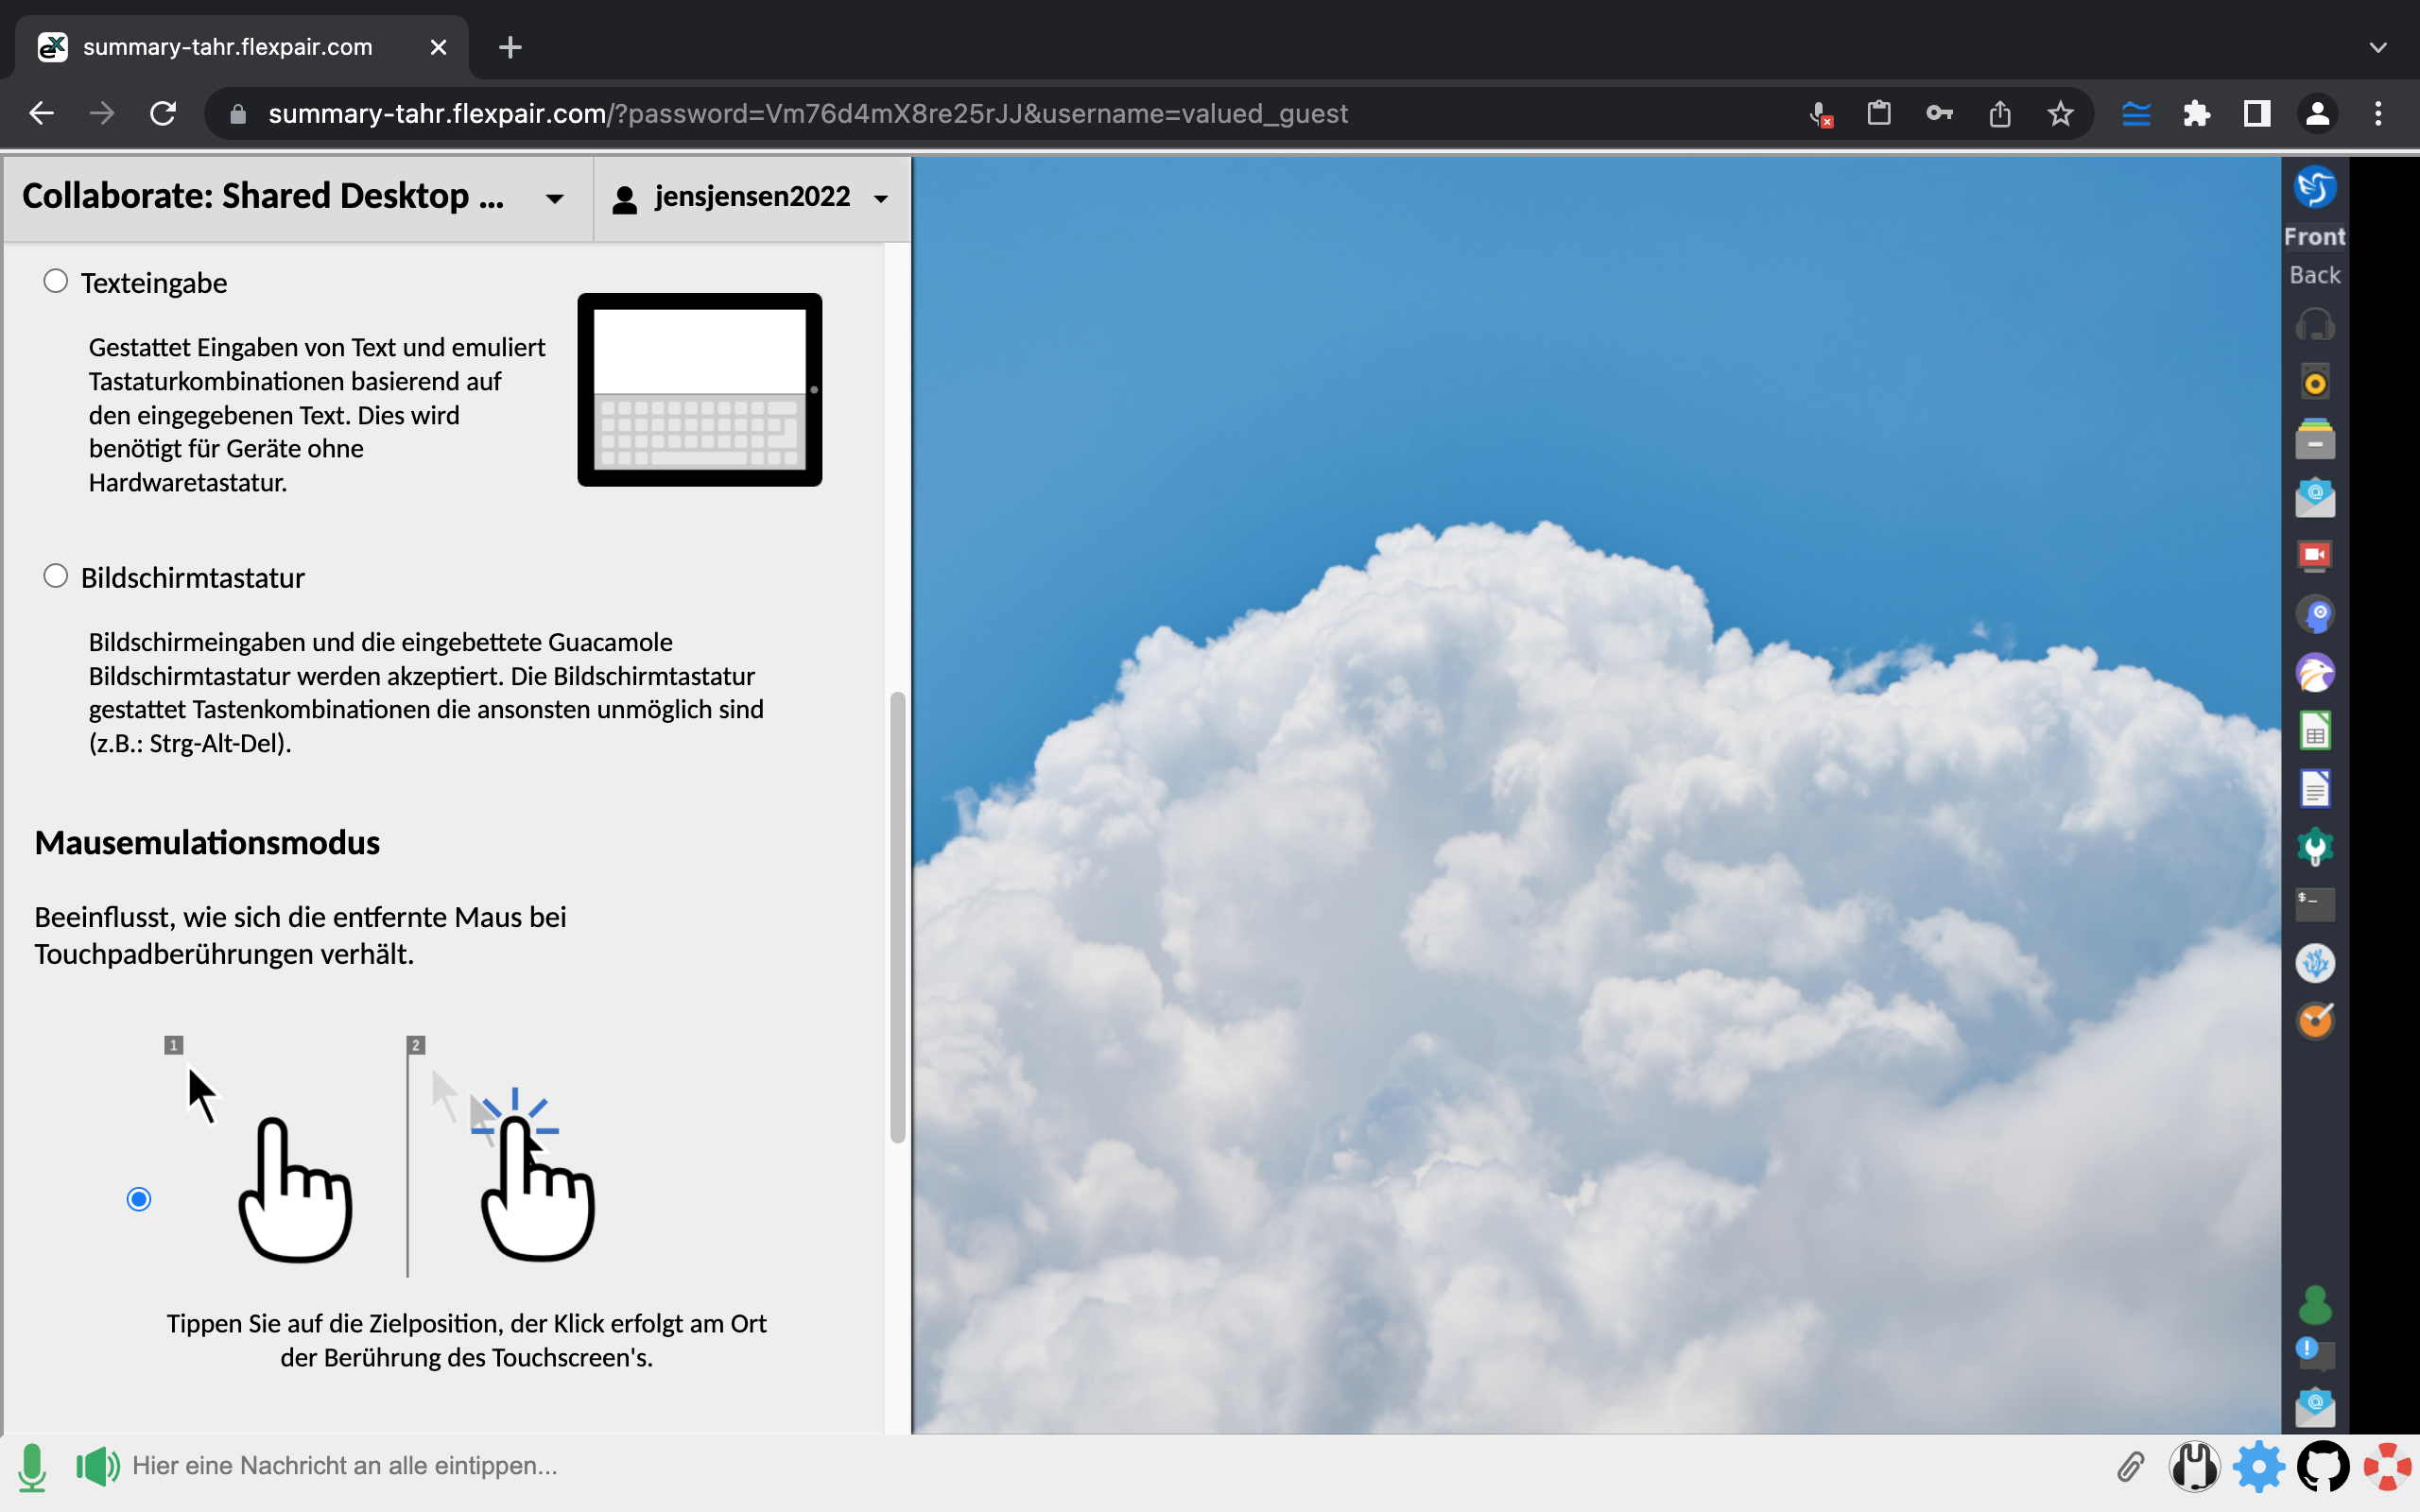 summary-tahr.flexpair.com
summary-tahr.flexpair.com/?password=Vm76d4mX8re25rJJ&username=valued_guest
Collaborate: Shared Desktop ...
jensjensen2022
Front
Back
Texteingabe
Gestattet Eingaben von Text und emuliert
Tastaturkombinationen basierend auf
den eingegebenen Text. Dies wird
benötigt für Geräte ohne
Hardwaretastatur.
Bildschirmtastatur
Bildschirmeingaben und die eingebettete Guacamole
Bildschirmtastatur werden akzeptiert. Die Bildschirmtastatur
gestattet Tastenkombinationen die ansonsten unmöglich sind
(z.B.: Strg-Alt-Del).
Mausemulationsmodus
Beeinflusst, wie sich die entfernte Maus bei
Touchpadberührungen verhält.
1
2
Tippen Sie auf die Zielposition, der Klick erfolgt am Ort
der Berührung des Touchscreen's.
Hier eine Nachricht an alle eintippen...